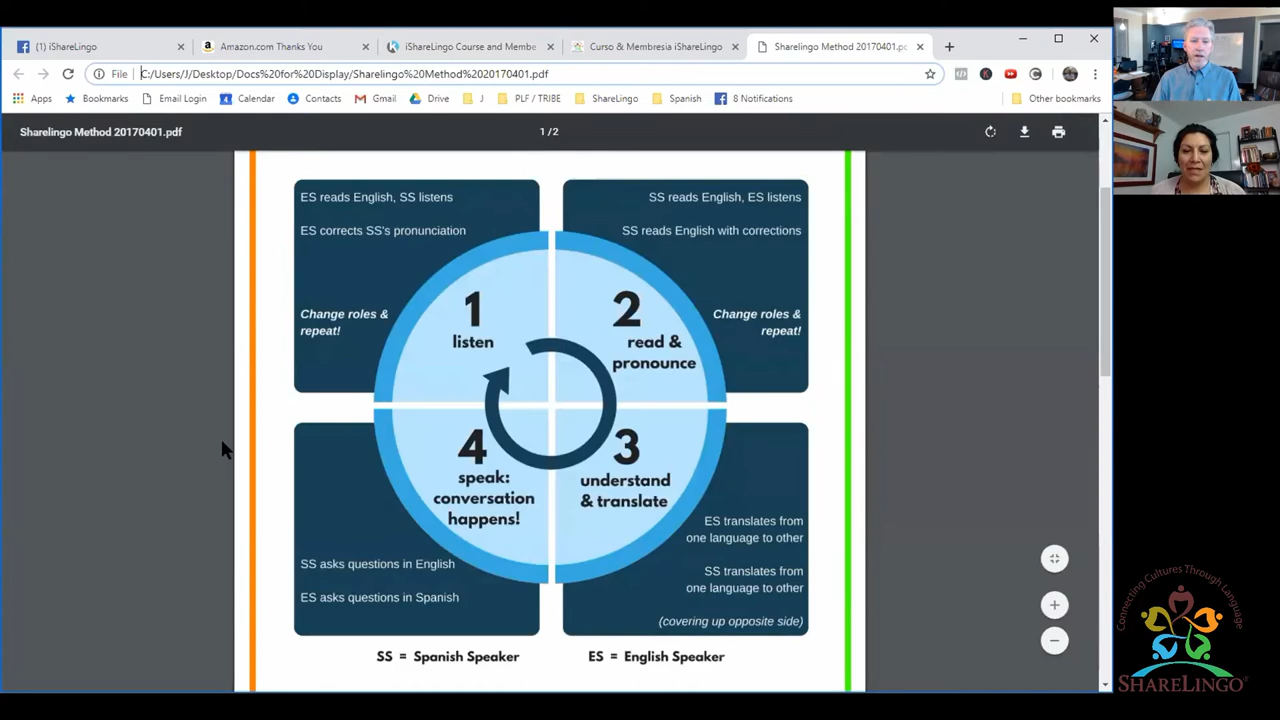 (1) iShareLingo
Amazon.com Thanks You
iShareLingo Course and Membe
Curso & Membresia iShareLingo
Sharelingo Method 20170401.pd
File
C:/Users/J/Desktop/Docs%20for%20Display/Sharelingo%20Method%2020170401.pdf
Apps
Bookmarks
Email Login
Calendar
Contacts
Gmail
Drive
J
PLF / TRIBE
ShareLingo
Spanish
8 Notifications
Other bookmarks
Sharelingo Method 20170401.pdf
1 / 2
ES reads English, SS listens
ES corrects SS's pronunciation
Change roles &
repeat!
SS reads English, ES listens
SS reads English with corrections
Change roles &
repeat!
1
listen
2
read &
pronounce
4
speak:
conversation
happens!
3
understand
& translate
SS asks questions in English
ES asks questions in Spanish
ES translates from
one language to other
SS translates from
one language to other
(covering up opposite side)
SS = Spanish Speaker
ES = English Speaker
Connecting Cultures Through Language
SHARELINGO®